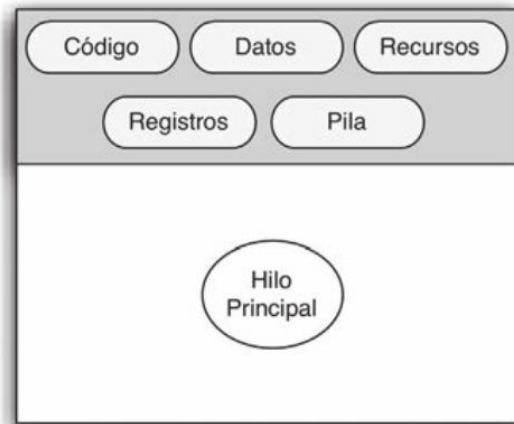 Código
Datos
Recursos
Registros
Pila
Hilo
Principal